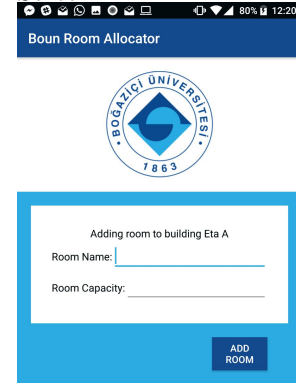 80% 12:20
Boun Room Allocator
BOĞAZİÇİ ÜNİVERSİTESİ
1863
Adding room to building Eta A
Room Name:
Room Capacity:
ADD
ROOM